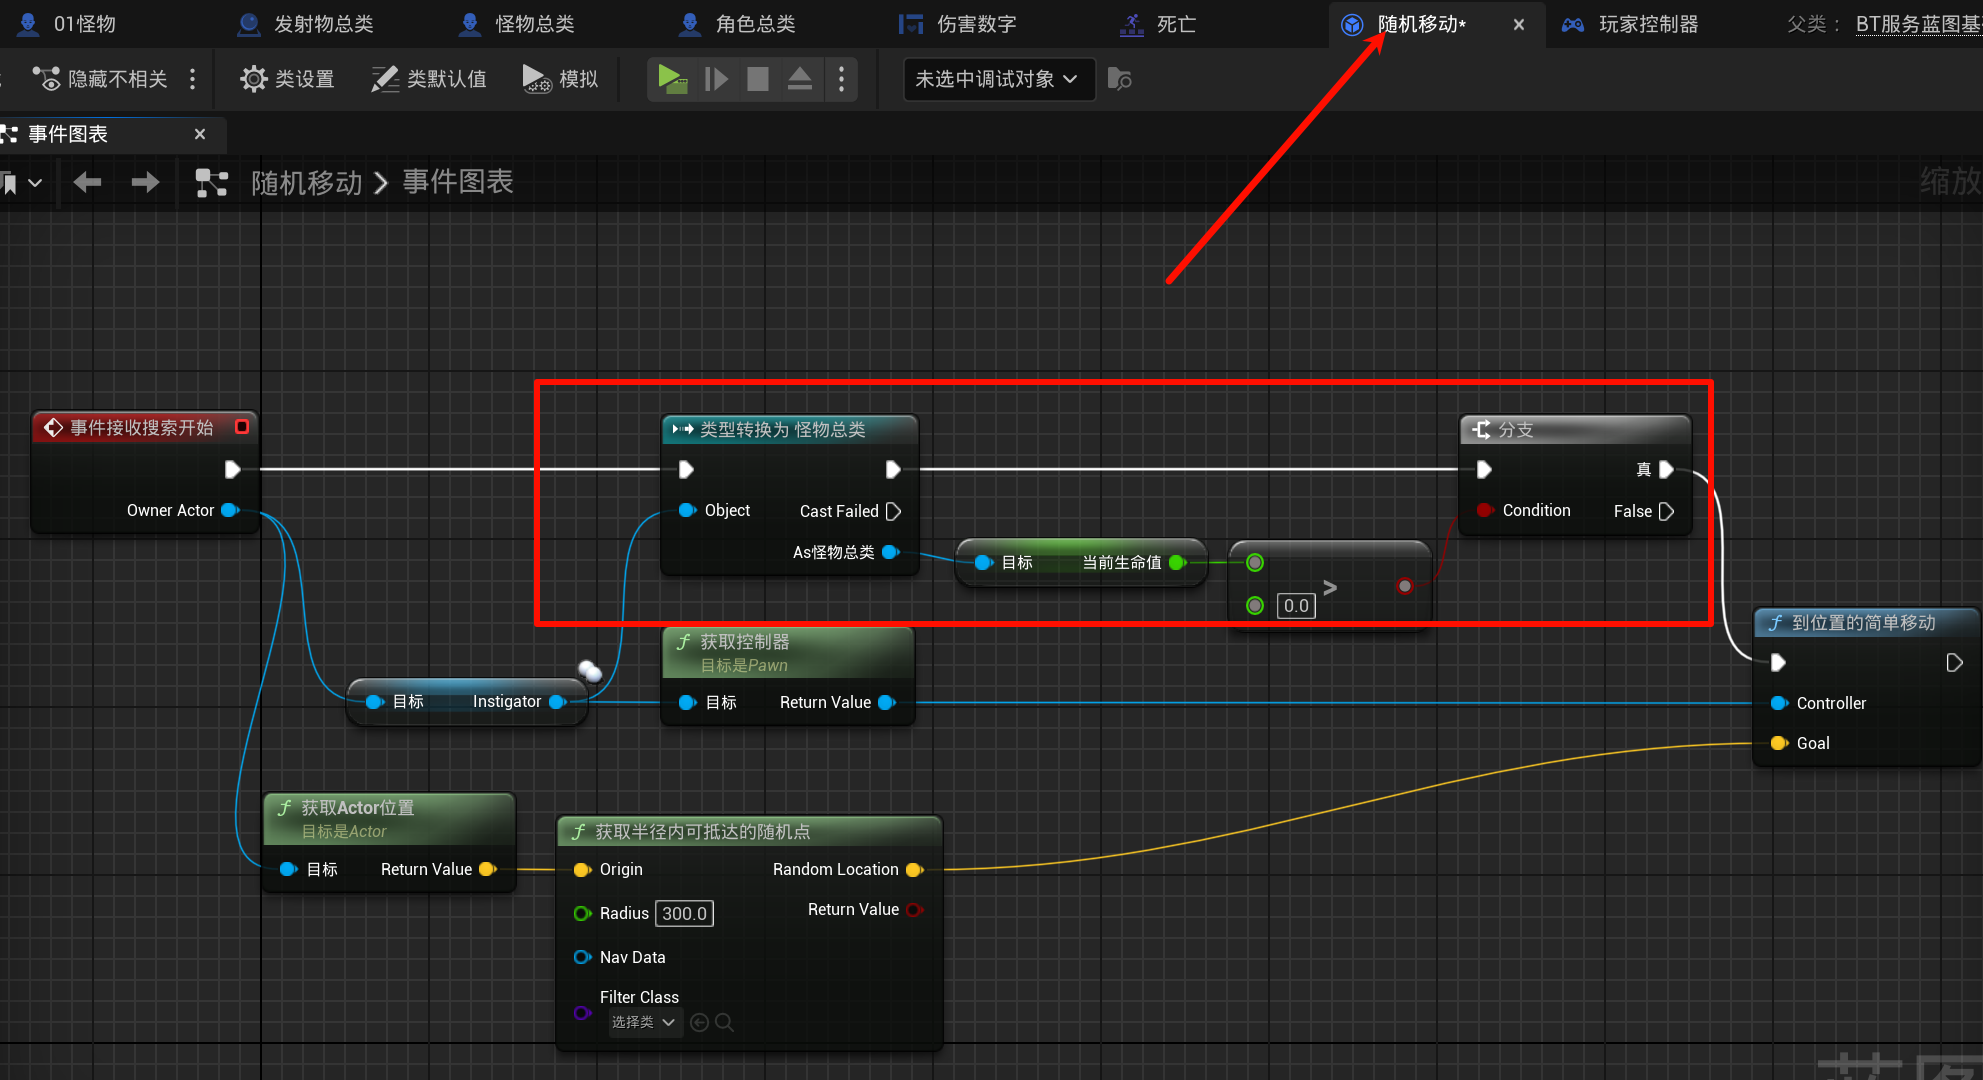 01怪物
发射物总类
怪物总类
角色总类
伤害数字
死亡
随机移动*
玩家控制器
父类：
BT服务蓝图基
隐藏不相关
类设置
类默认值
模拟
未选中调试对象
事件图表
随机移动
事件图表
缩放
事件接收搜索开始
Owner Actor
类型转换为 怪物总类
Object
Cast Failed
As怪物总类
目标
当前生命值
>
0.0
分支
真
Condition
False
获取控制器
目标是Pawn
目标
Return Value
目标
Instigator
到位置的简单移动
Controller
Goal
获取Actor位置
目标是Actor
目标
Return Value
获取半径内可抵达的随机点
Origin
Random Location
Radius
300.0
Return Value
Nav Data
Filter Class
选择类